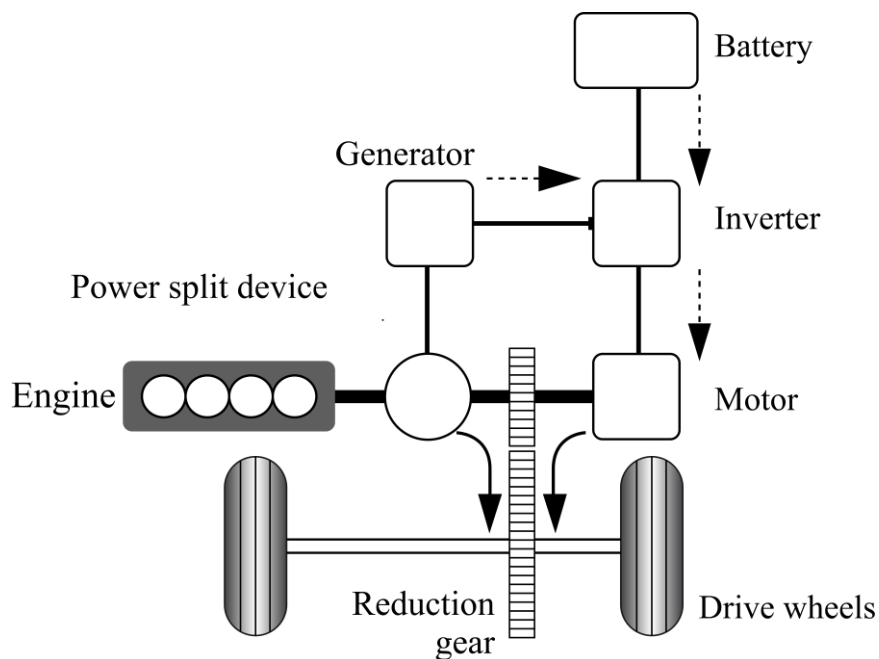 Battery
Generator
Inverter
Power split device
Engine
Motor
Reduction
gear
Drive wheels